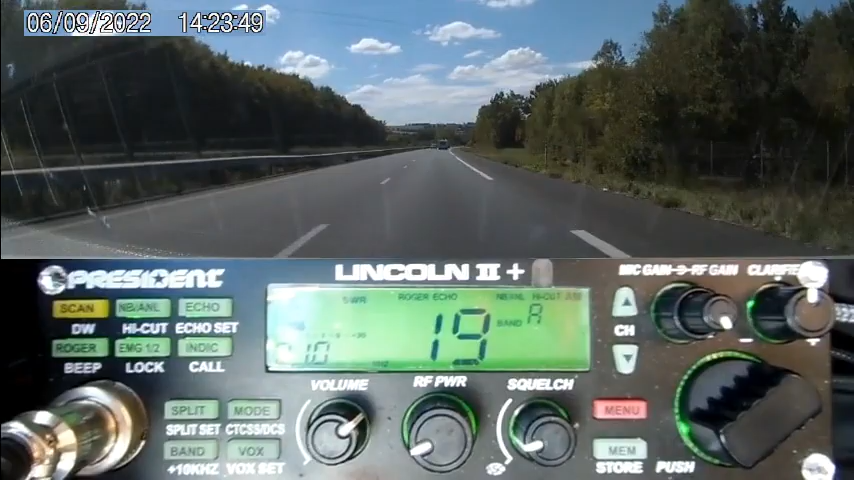 06/09/2022 14:23:49
PRESIDENT LINCOLN II + MIC GAIN RF GAIN CLARIFIER
SCAN NB/ANL ECHO
DW HI-CUT ECHO SET
ROGER EMG 1/2 INDIC
BEEP LOCK CALL
SWR ROGER ECHO NB/ANL HI-CUT
19 BAND A
10
CH
VOLUME RF PWR SQUELCH
SPLIT MODE
SPLIT SET CTCSS/DCS
BAND VOX
+10KHZ VOX SET
MENU
MEM
STORE PUSH